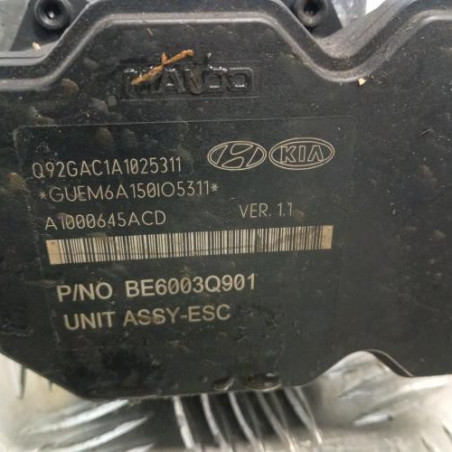 MANDO
Q92GAC1A1025311
KIA
*GUEM6A150IO5311*
A1000645ACD VER. 1.1
P/NO BE6003Q901
UNIT ASSY-ESC